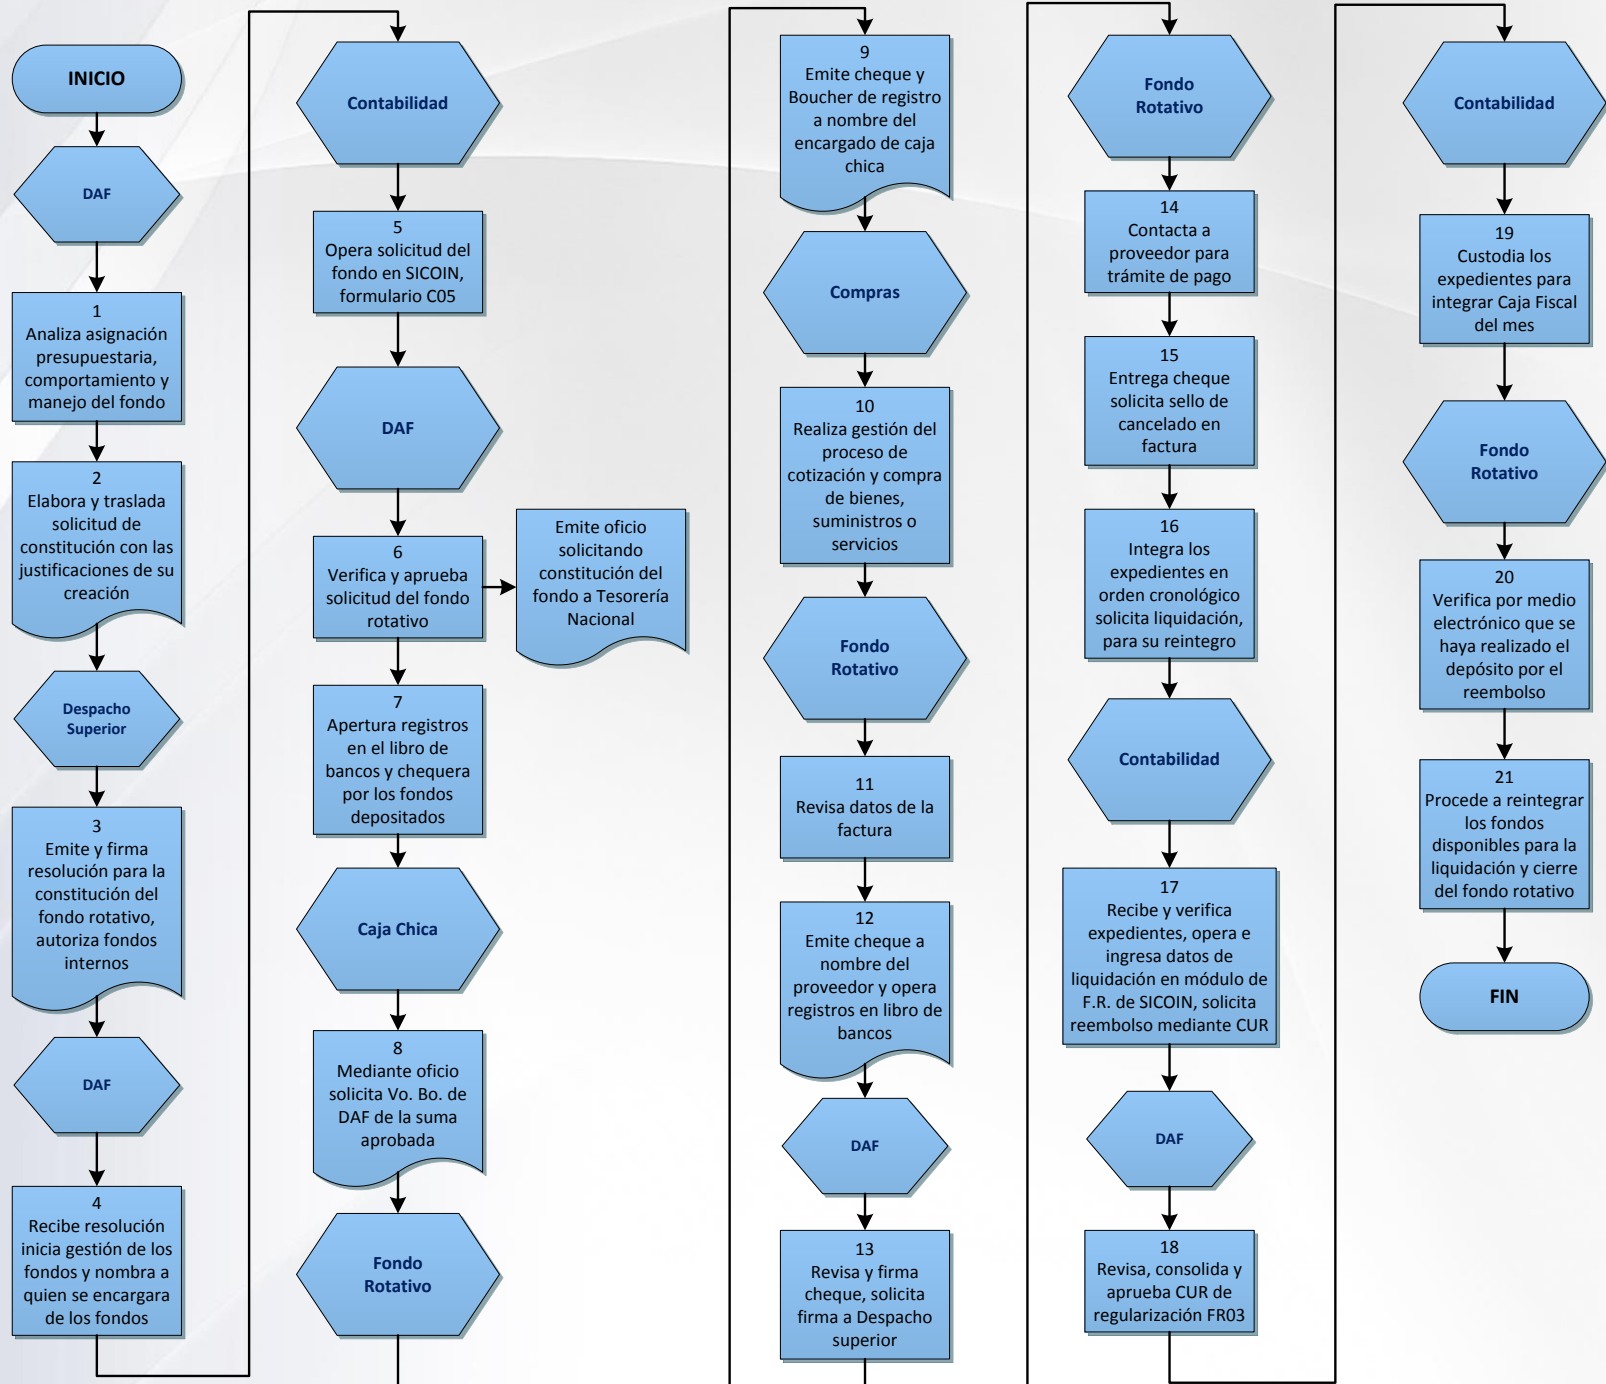 INICIO
DAF
1
Analiza asignación
presupuestaria,
comportamiento y
manejo del fondo
2
Elabora y traslada
solicitud de
constitución con las
justificaciones de su
creación
Despacho
Superior
3
Emite y firma
resolución para la
constitución del
fondo rotativo,
autoriza fondos
internos
DAF
4
Recibe resolución
inicia gestión de los
fondos y nombra a
quien se encargara
de los fondos
Contabilidad
5
Opera solicitud del
fondo en SICOIN,
formulario C05
DAF
6
Verifica y aprueba
solicitud del fondo
rotativo
Emite oficio
solicitando
constitución del
fondo a Tesorería
Nacional
7
Apertura registros
en el libro de
bancos y chequera
por los fondos
depositados
Caja Chica
8
Mediante oficio
solicita Vo. Bo. de
DAF de la suma
aprobada
Fondo
Rotativo
9
Emite cheque y
Boucher de registro
a nombre del
encargado de caja
chica
Compras
10
Realiza gestión del
proceso de
cotización y compra
de bienes,
suministros o
servicios
Fondo
Rotativo
11
Revisa datos de la
factura
12
Emite cheque a
nombre del
proveedor y opera
registros en libro de
bancos
DAF
13
Revisa y firma
cheque, solicita
firma a Despacho
superior
Fondo
Rotativo
14
Contacta a
proveedor para
trámite de pago
15
Entrega cheque
solicita sello de
cancelado en
factura
16
Integra los
expedientes en
orden cronológico
solicita liquidación,
para su reintegro
Contabilidad
17
Recibe y verifica
expedientes, opera e
ingresa datos de
liquidación en módulo de
F.R. de SICOIN, solicita
reembolso mediante CUR
DAF
18
Revisa, consolida y
aprueba CUR de
regularización FR03
Contabilidad
19
Custodia los
expedientes para
integrar Caja Fiscal
del mes
Fondo
Rotativo
20
Verifica por medio
electrónico que se
haya realizado el
depósito por el
reembolso
21
Procede a reintegrar
los fondos
disponibles para la
liquidación y cierre
del fondo rotativo
FIN